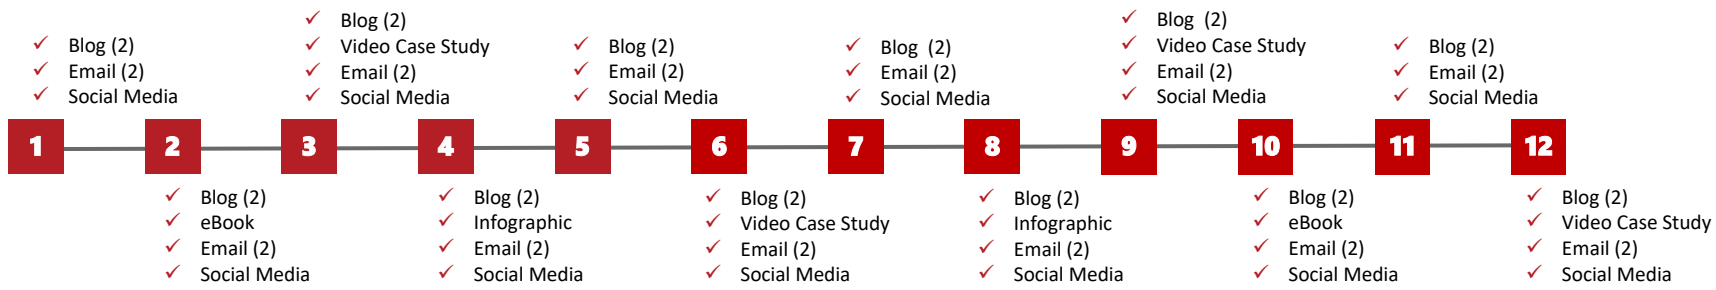 Blog (2)
Email (2)
Social Media
Blog (2)
Video Case Study
Email (2)
Social Media
Blog (2)
Email (2)
Social Media
Blog  (2)
Email (2)
Social Media
Blog  (2)
Video Case Study
Email (2)
Social Media
Blog (2)
Email (2)
Social Media
1
2
3
4
5
6
7
8
9
10
11
12
Blog (2)
eBook
Email (2)
Social Media
Blog (2)
Infographic
Email (2)
Social Media
Blog (2)
Video Case Study
Email (2)
Social Media
Blog (2)
Infographic
Email (2)
Social Media
Blog (2)
eBook
Email (2)
Social Media
Blog (2)
Video Case Study
Email (2)
Social Media